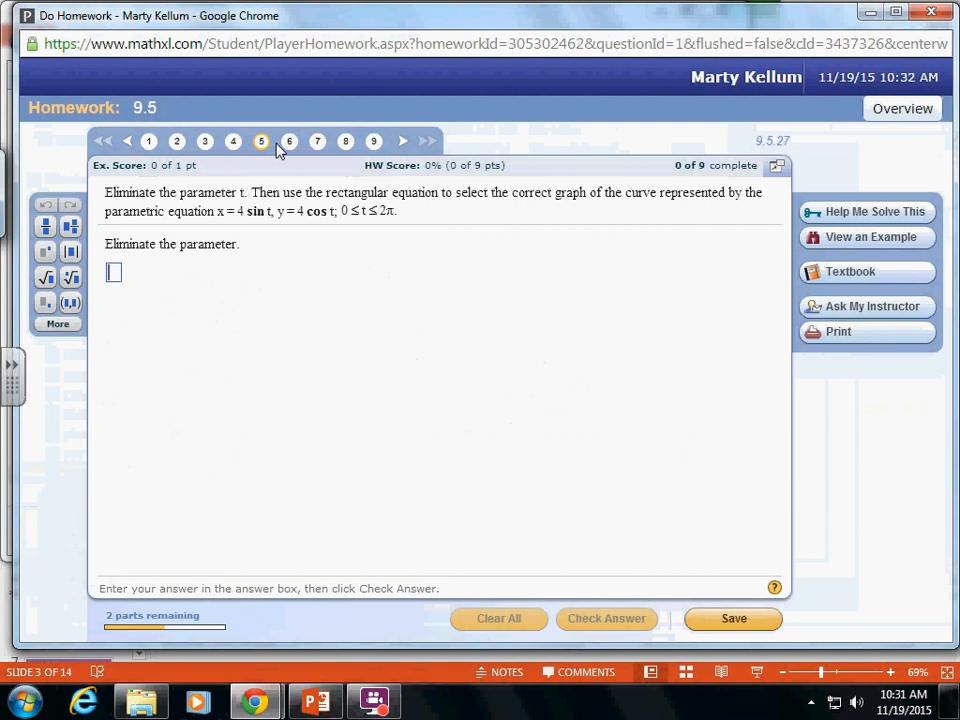 Do Homework - Marty Kellum - Google Chrome
https://www.mathxl.com/Student/PlayerHomework.aspx?homeworkId=305302462&questionId=1&flushed=false&cId=3437326&centerw
Marty Kellum 11/19/15 10:32 AM
Homework: 9.5
Overview
1 2 3 4 5 6 7 8 9
9.5.27
Ex. Score: 0 of 1 pt
HW Score: 0% (0 of 9 pts)
0 of 9 complete
Eliminate the parameter t. Then use the rectangular equation to select the correct graph of the curve represented by the
parametric equation x = 4 sin t, y = 4 cos t; 0 ≤ t ≤ 2π.
Eliminate the parameter.
More
Help Me Solve This
View an Example
Textbook
Ask My Instructor
Print
Enter your answer in the answer box, then click Check Answer.
?
2 parts remaining
Clear All
Check Answer
Save
SLIDE 3 OF 14
NOTES
COMMENTS
69%
10:31 AM
11/19/2015